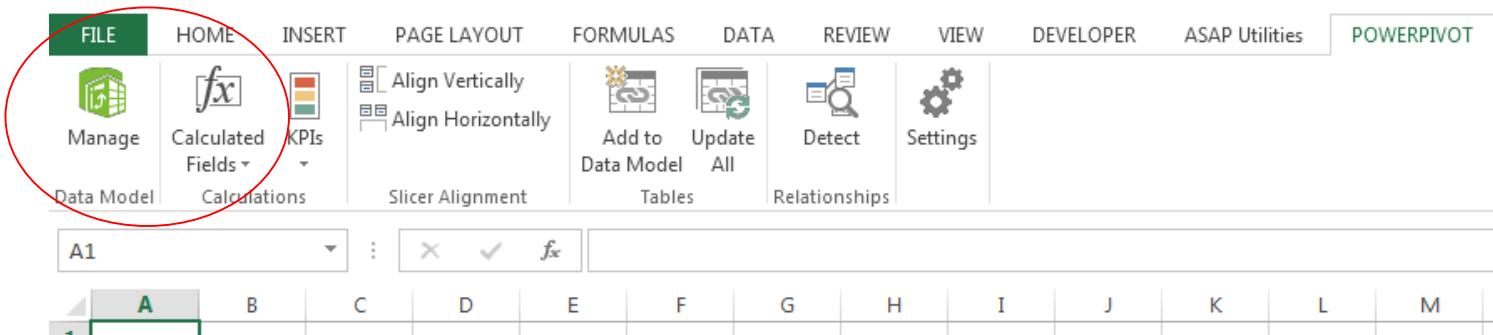 FILE HOME INSERT PAGE LAYOUT FORMULAS DATA REVIEW VIEW DEVELOPER ASAP Utilities POWERPIVOT
fx
Align Vertically
Align Horizontally
Manage Calculated KPIs Add to Update Detect Settings
Fields Data Model All
Data Model Calculations Slicer Alignment Tables Relationships
A1 fx
A B C D E F G H I J K L M
1